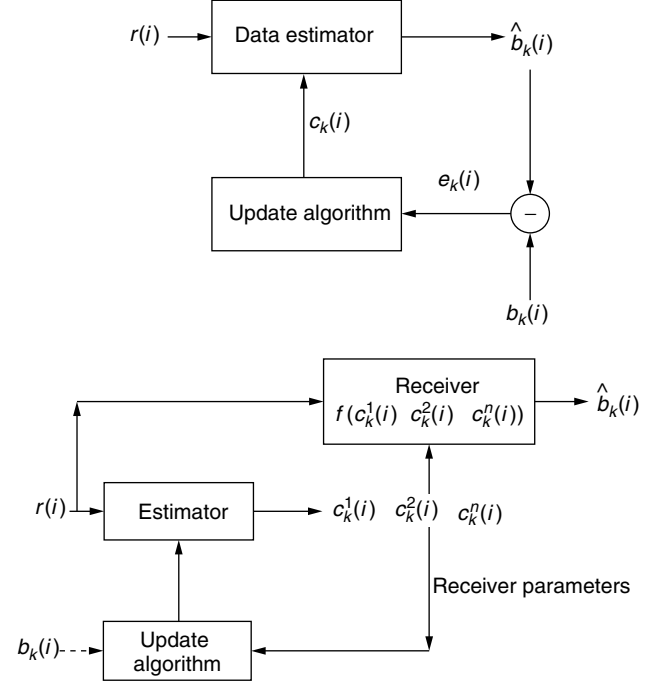 r(i) Data estimator b̂ₖ(i)
cₖ(i)
eₖ(i)
Update algorithm −
bₖ(i)
Receiver
f(cₖ¹(i) cₖ²(i) cₖⁿ(i)) b̂ₖ(i)
r(i) Estimator cₖ¹(i) cₖ²(i) cₖⁿ(i)
Receiver parameters
bₖ(i) Update
algorithm